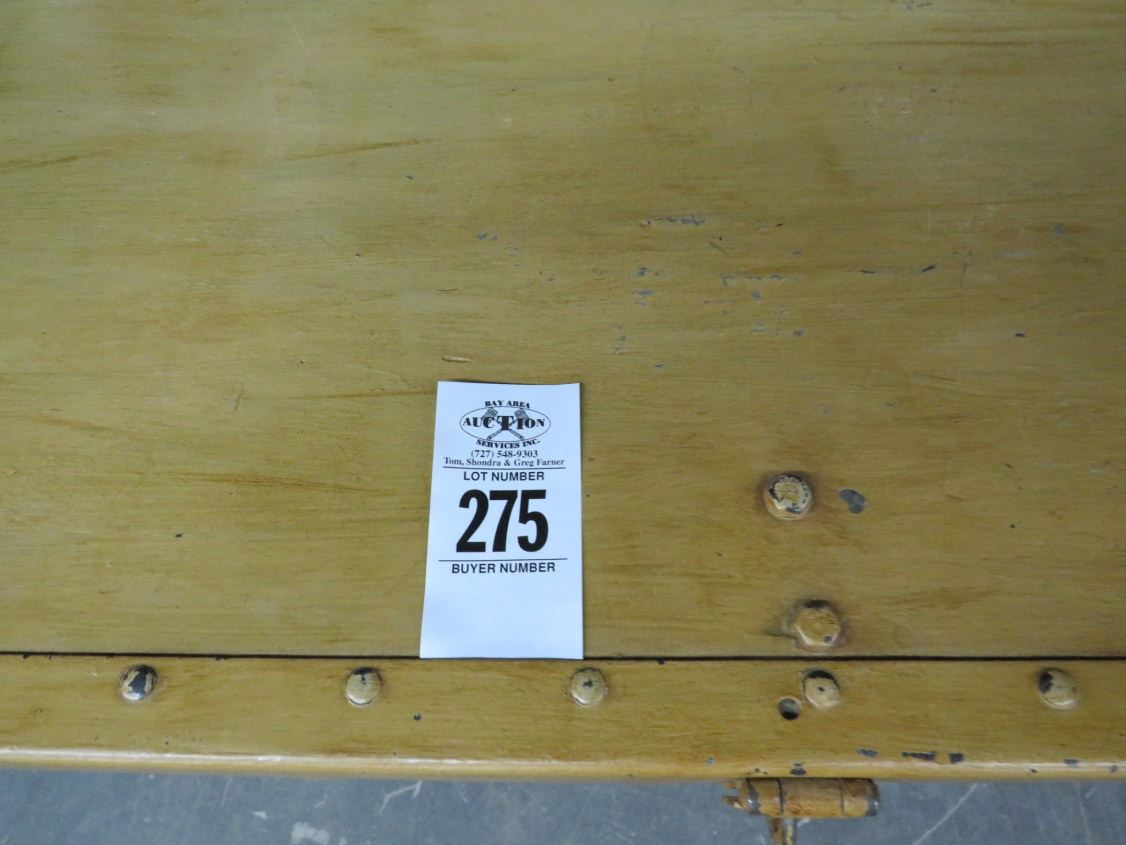 BAY AREA
AUCTION
SERVICES INC.
(727) 548-9303
Tom, Shondra & Greg Farner
LOT NUMBER
275
BUYER NUMBER